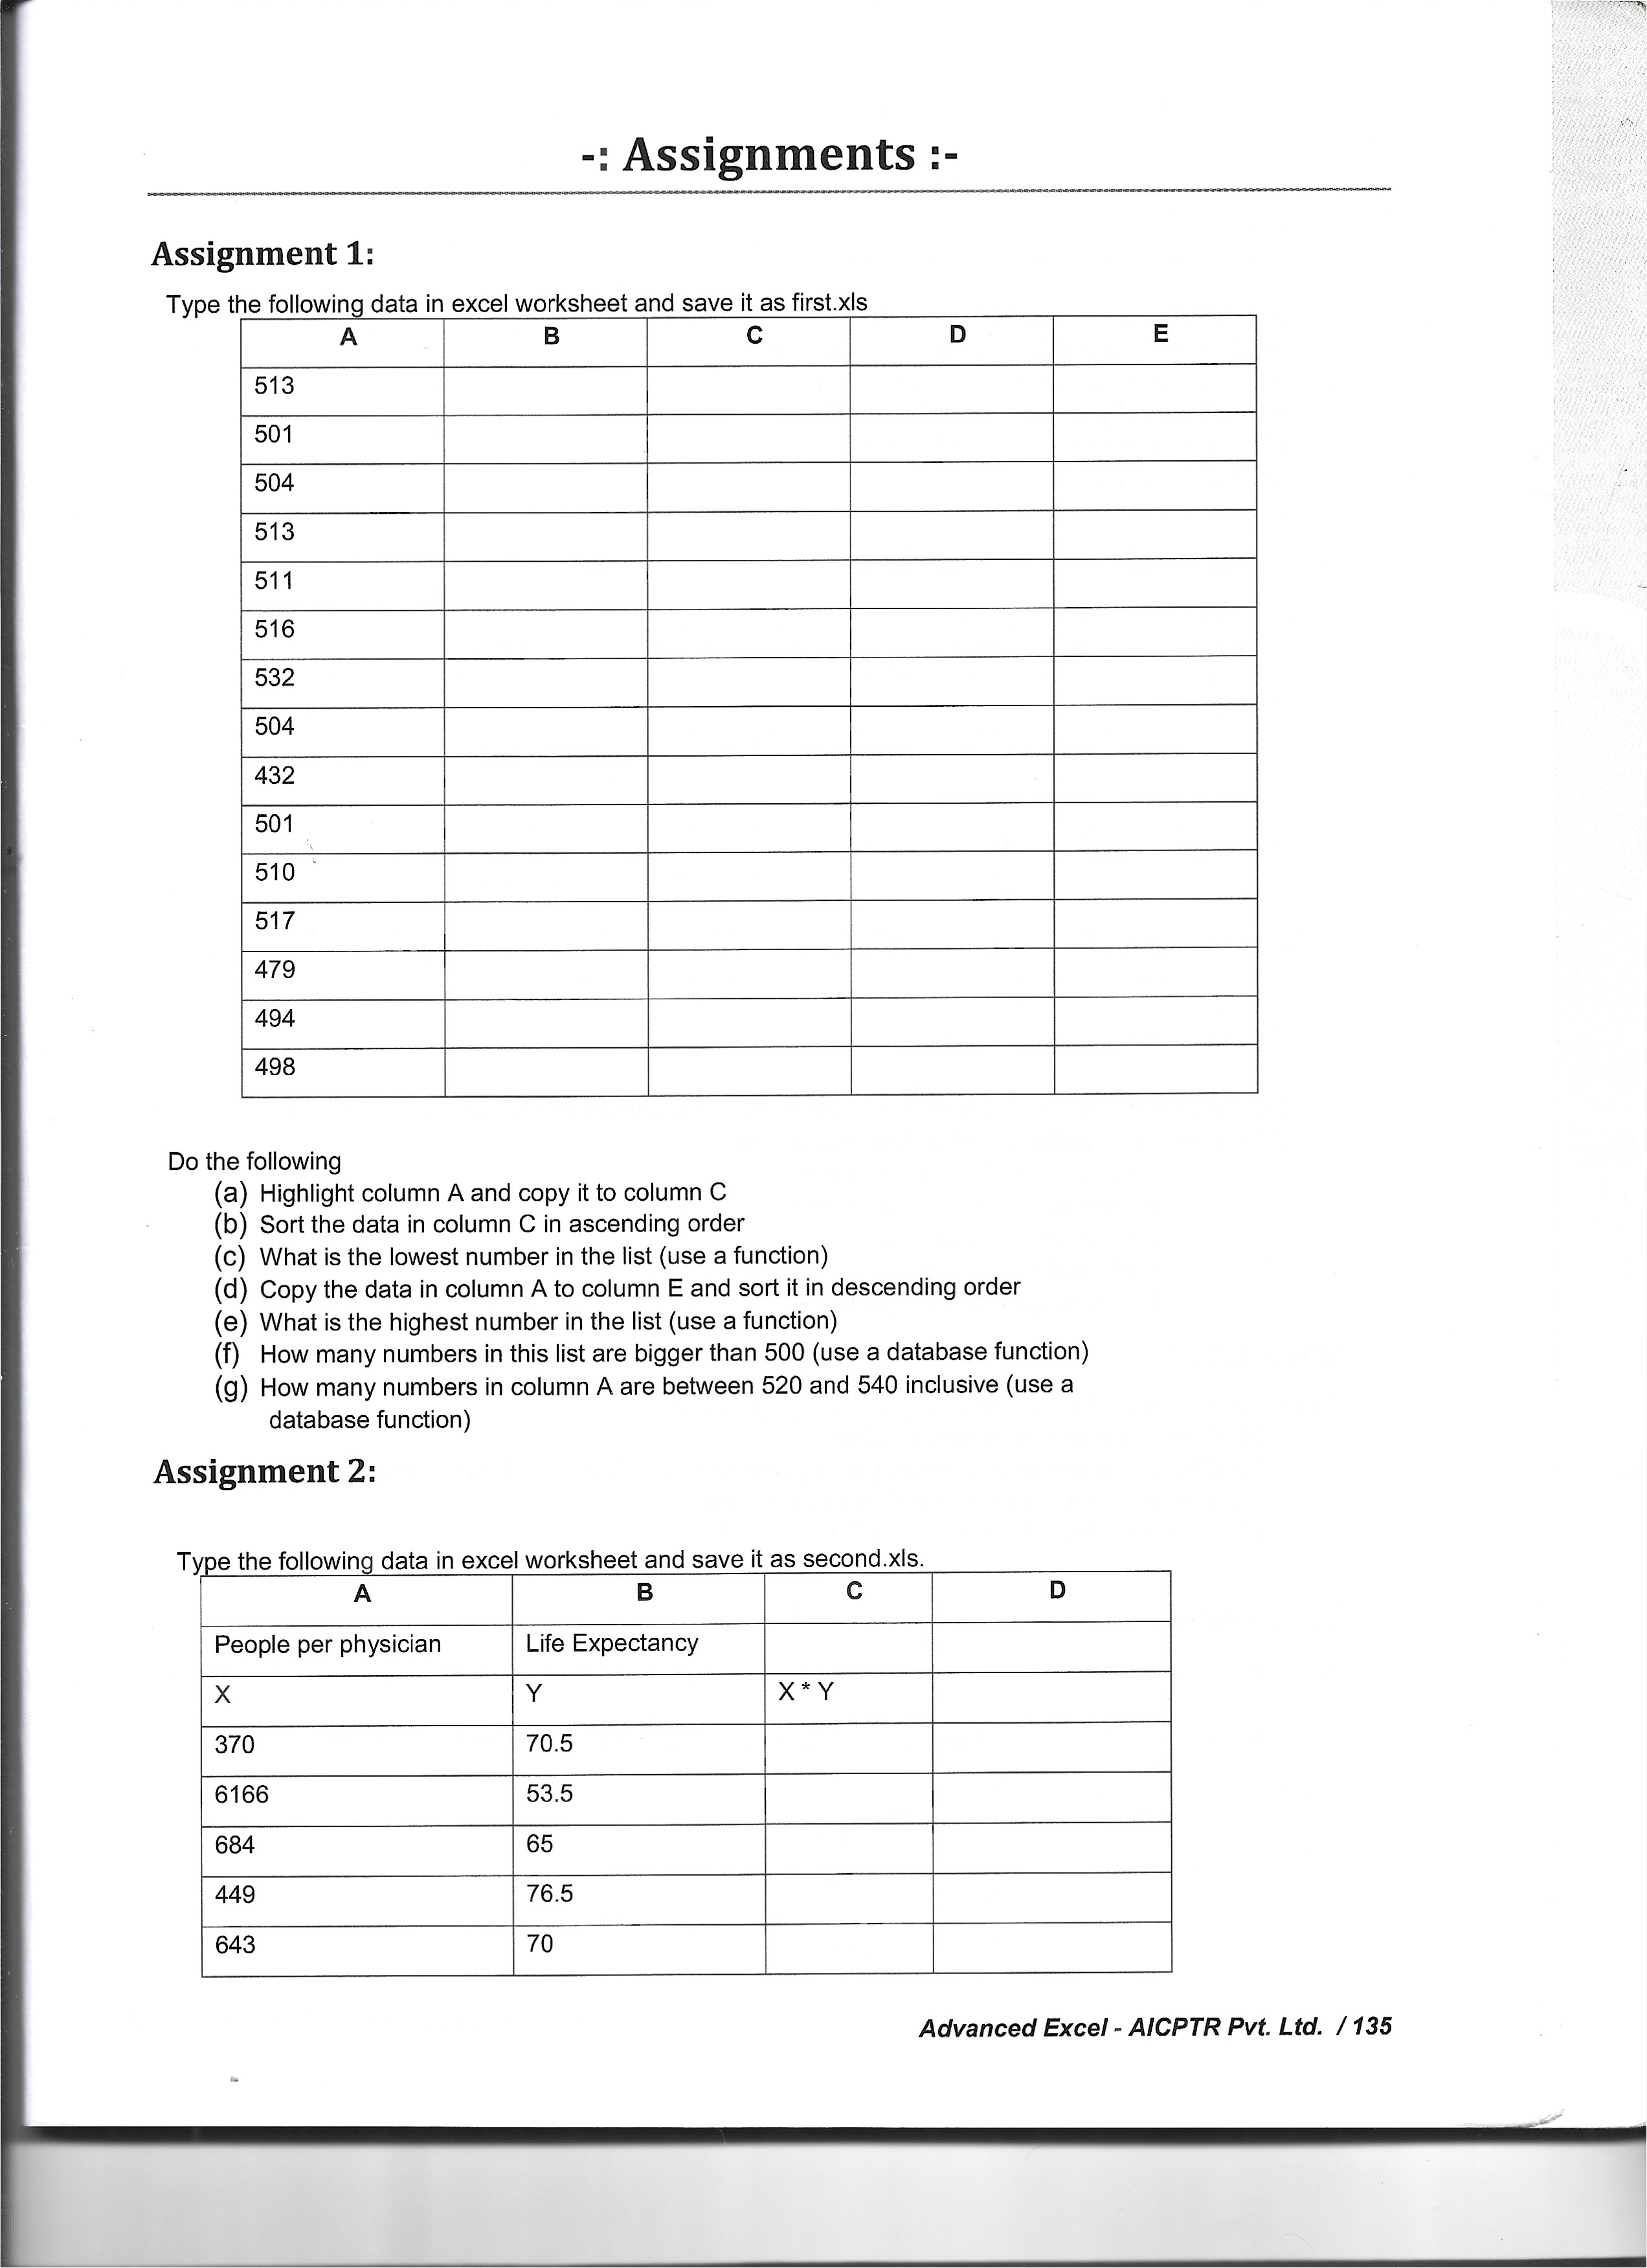 -: Assignments :-
Assignment 1:
Type the following data in excel worksheet and save it as first.xls
A B C D E
513
501
504
513
511
516
532
504
432
501
510
517
479
494
498
Do the following
(a) Highlight column A and copy it to column C
(b) Sort the data in column C in ascending order
(c) What is the lowest number in the list (use a function)
(d) Copy the data in column A to column E and sort it in descending order
(e) What is the highest number in the list (use a function)
(f) How many numbers in this list are bigger than 500 (use a database function)
(g) How many numbers in column A are between 520 and 540 inclusive (use a
database function)
Assignment 2:
Type the following data in excel worksheet and save it as second.xls.
A B C D
People per physician Life Expectancy
X Y X * Y
370 70.5
6166 53.5
684 65
449 76.5
643 70
Advanced Excel - AICPTR Pvt. Ltd. / 135